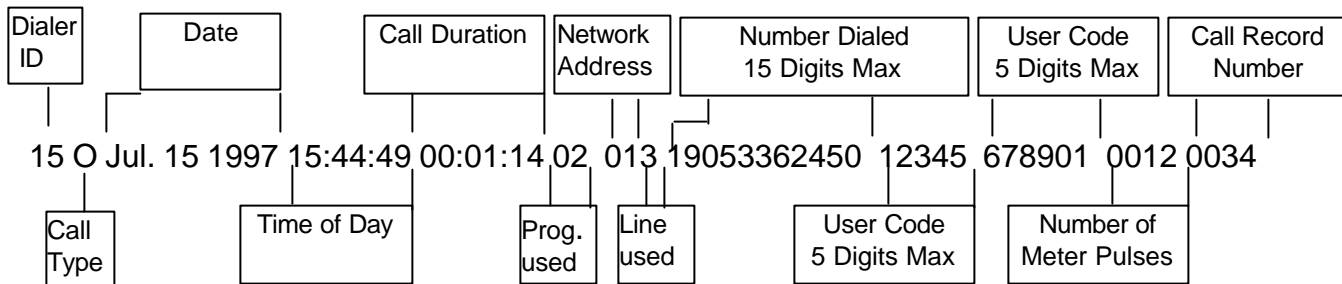 Dialer Date Call Duration Network Number Dialed User Code Call Record
ID Address 15 Digits Max 5 Digits Max Number
15 O Jul. 15 1997 15:44:49 00:01:14 02 013 19053362450 12345 678901 0012 0034
Call Time of Day Prog. Line User Code Number of
Type used used 5 Digits Max Meter Pulses